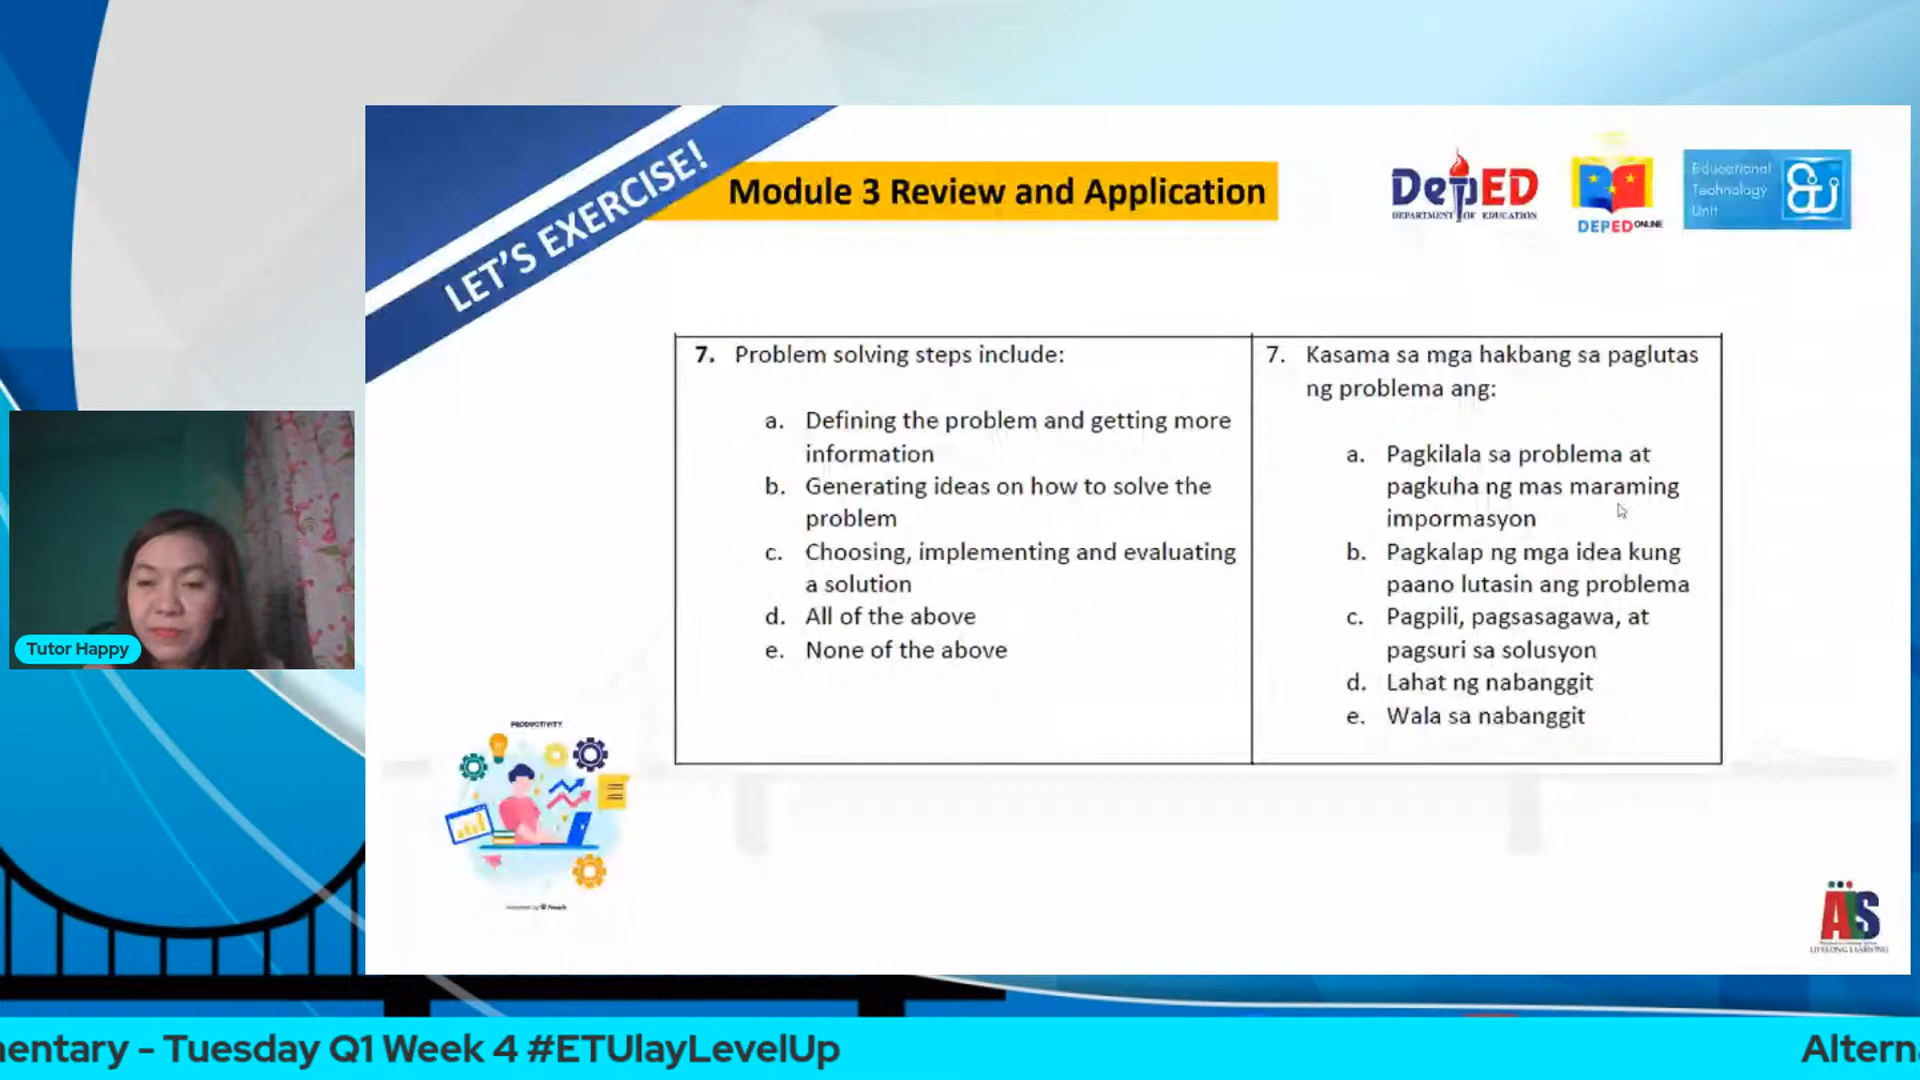 LET'S EXERCISE!
Module 3 Review and Application
DepED
DEPARTMENT OF EDUCATION
DEPED ONLINE
Educational
Technology
Unit
7. Problem solving steps include:
a. Defining the problem and getting more
information
b. Generating ideas on how to solve the
problem
c. Choosing, implementing and evaluating
a solution
d. All of the above
e. None of the above
7. Kasama sa mga hakbang sa paglutas
ng problema ang:
a. Pagkilala sa problema at
pagkuha ng mas maraming
impormasyon
b. Pagkalap ng mga idea kung
paano lutasin ang problema
c. Pagpili, pagsasagawa, at
pagsuri sa solusyon
d. Lahat ng nabanggit
e. Wala sa nabanggit
Tutor Happy
PRODUCTIVITY
ALS
LIFELONG LEARNING
mentary - Tuesday Q1 Week 4 #ETUlayLevelUp
Altern